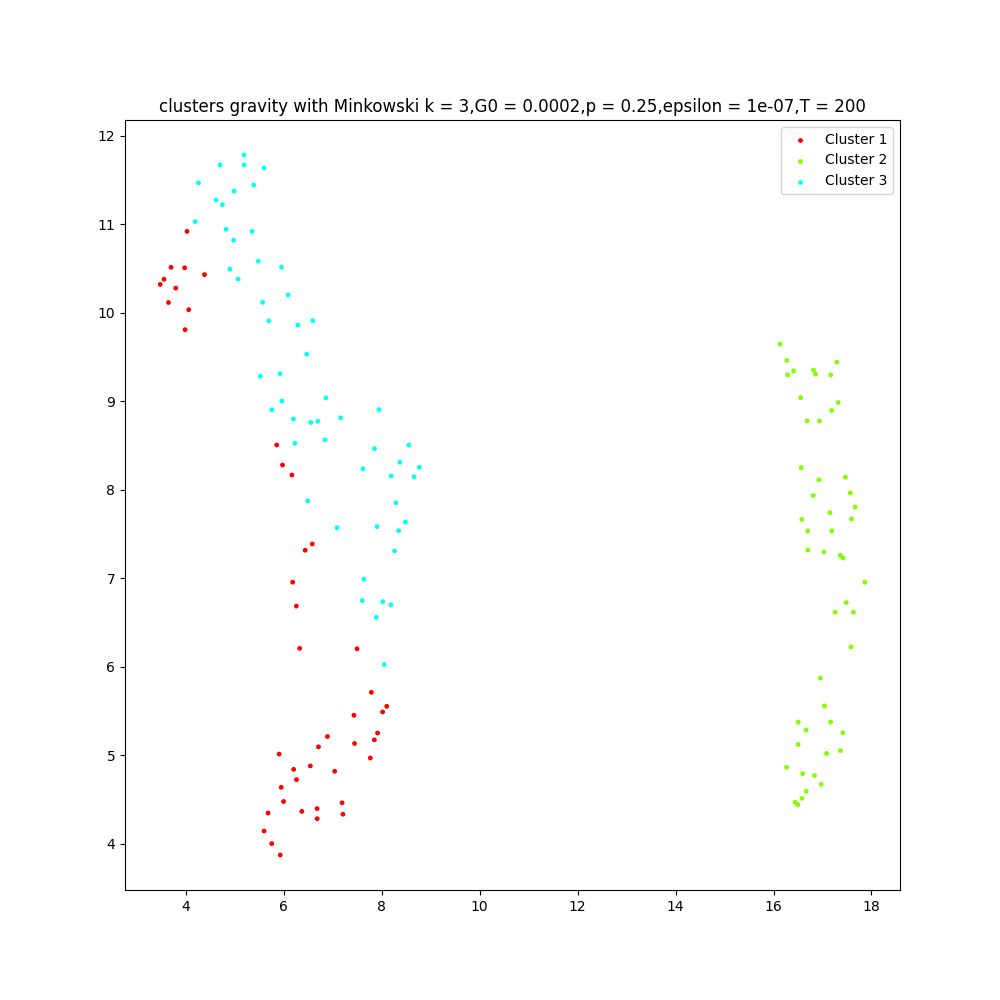 clusters gravity with Minkowski k = 3,G0 = 0.0002,p = 0.25,epsilon = 1e-07,T = 200
Cluster 1
Cluster 2
Cluster 3
12
11
10
9
8
7
6
5
4
4 6 8 10 12 14 16 18